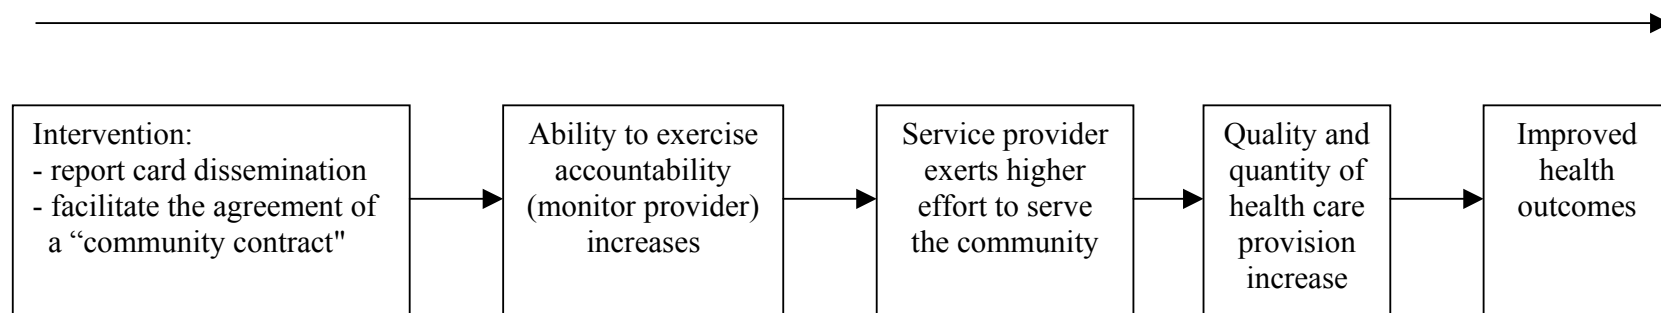 Intervention:
- report card dissemination
- facilitate the agreement of
a “community contract"
Ability to exercise
accountability
(monitor provider)
increases
Service provider
exerts higher
effort to serve
the community
Quality and
quantity of
health care
provision
increase
Improved
health
outcomes